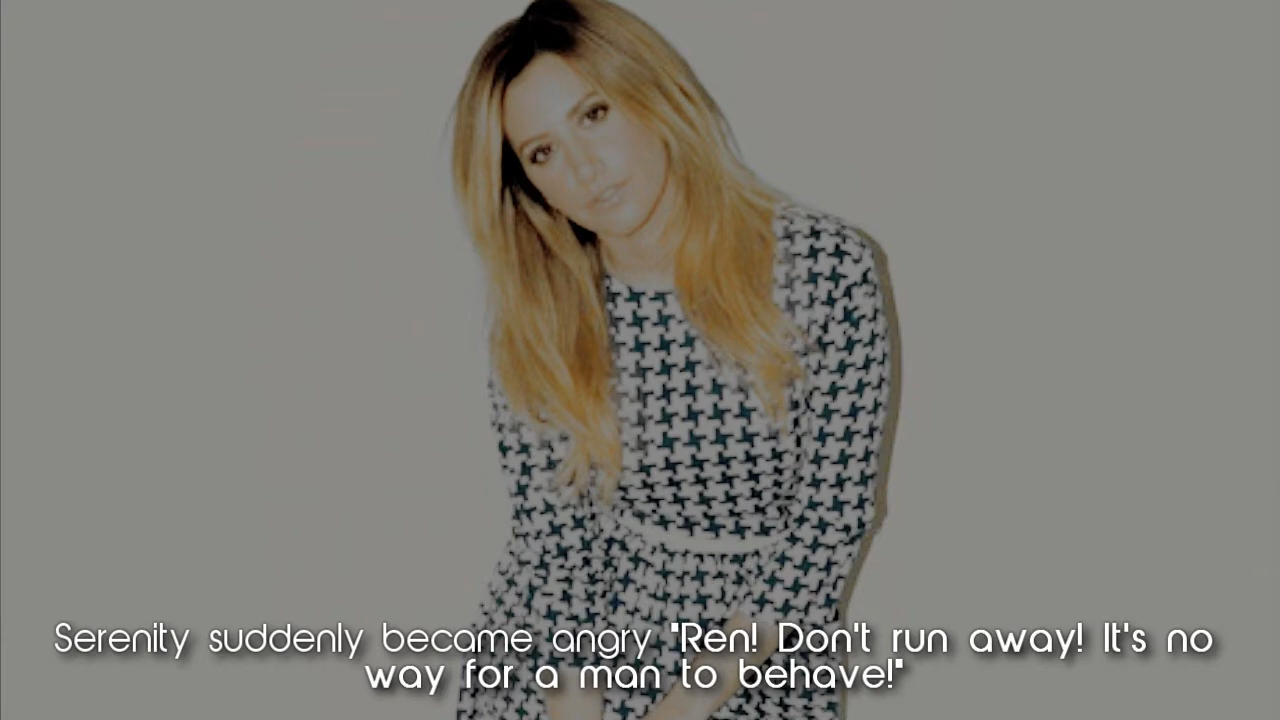 Serenity suddenly became angry "Ren! Don't run away! It's no
way for a man to behave!"